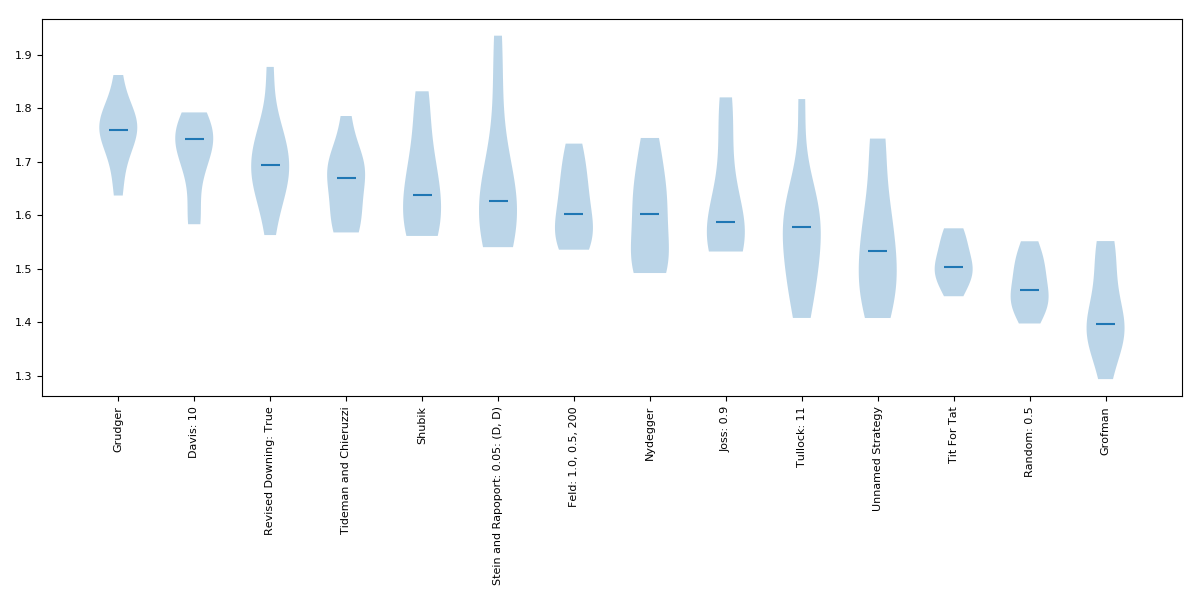 1.9
1.8
1.7
1.6
1.5
1.4
1.3
Grudger
Davis: 10
Revised Downing: True
Tideman and Chieruzzi
Shubik
Stein and Rapoport: 0.05: (D, D)
Feld: 1.0, 0.5, 200
Nydegger
Joss: 0.9
Tullock: 11
Unnamed Strategy
Tit For Tat
Random: 0.5
Grofman